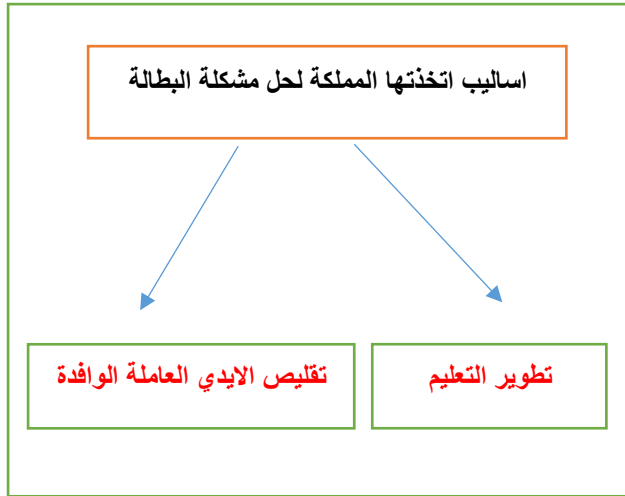 اساليب اتخذتها المملكة لحل مشكلة البطالة
تطوير التعليم
تقليص الايدي العاملة الوافدة